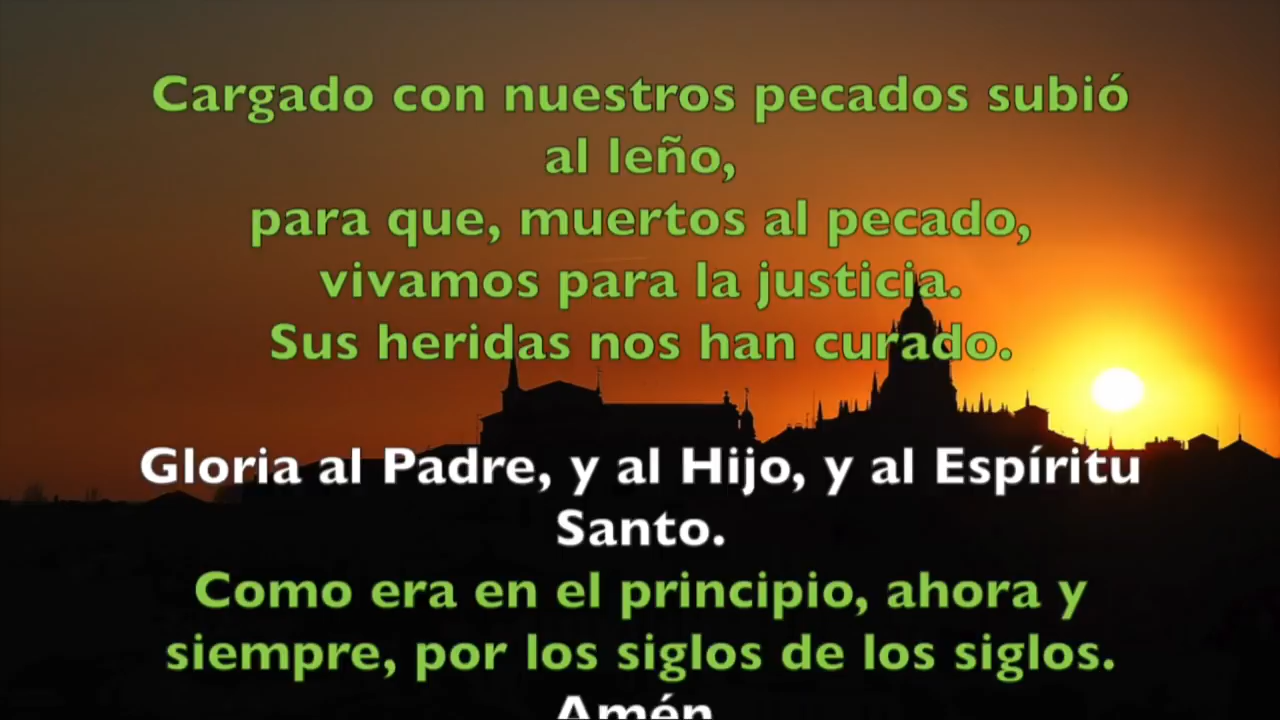 Cargado con nuestros pecados subió
al leño,
para que, muertos al pecado,
vivamos para la justicia.
Sus heridas nos han curado.
Gloria al Padre, y al Hijo, y al Espíritu
Santo.
Como era en el principio, ahora y
siempre, por los siglos de los siglos.
Amén